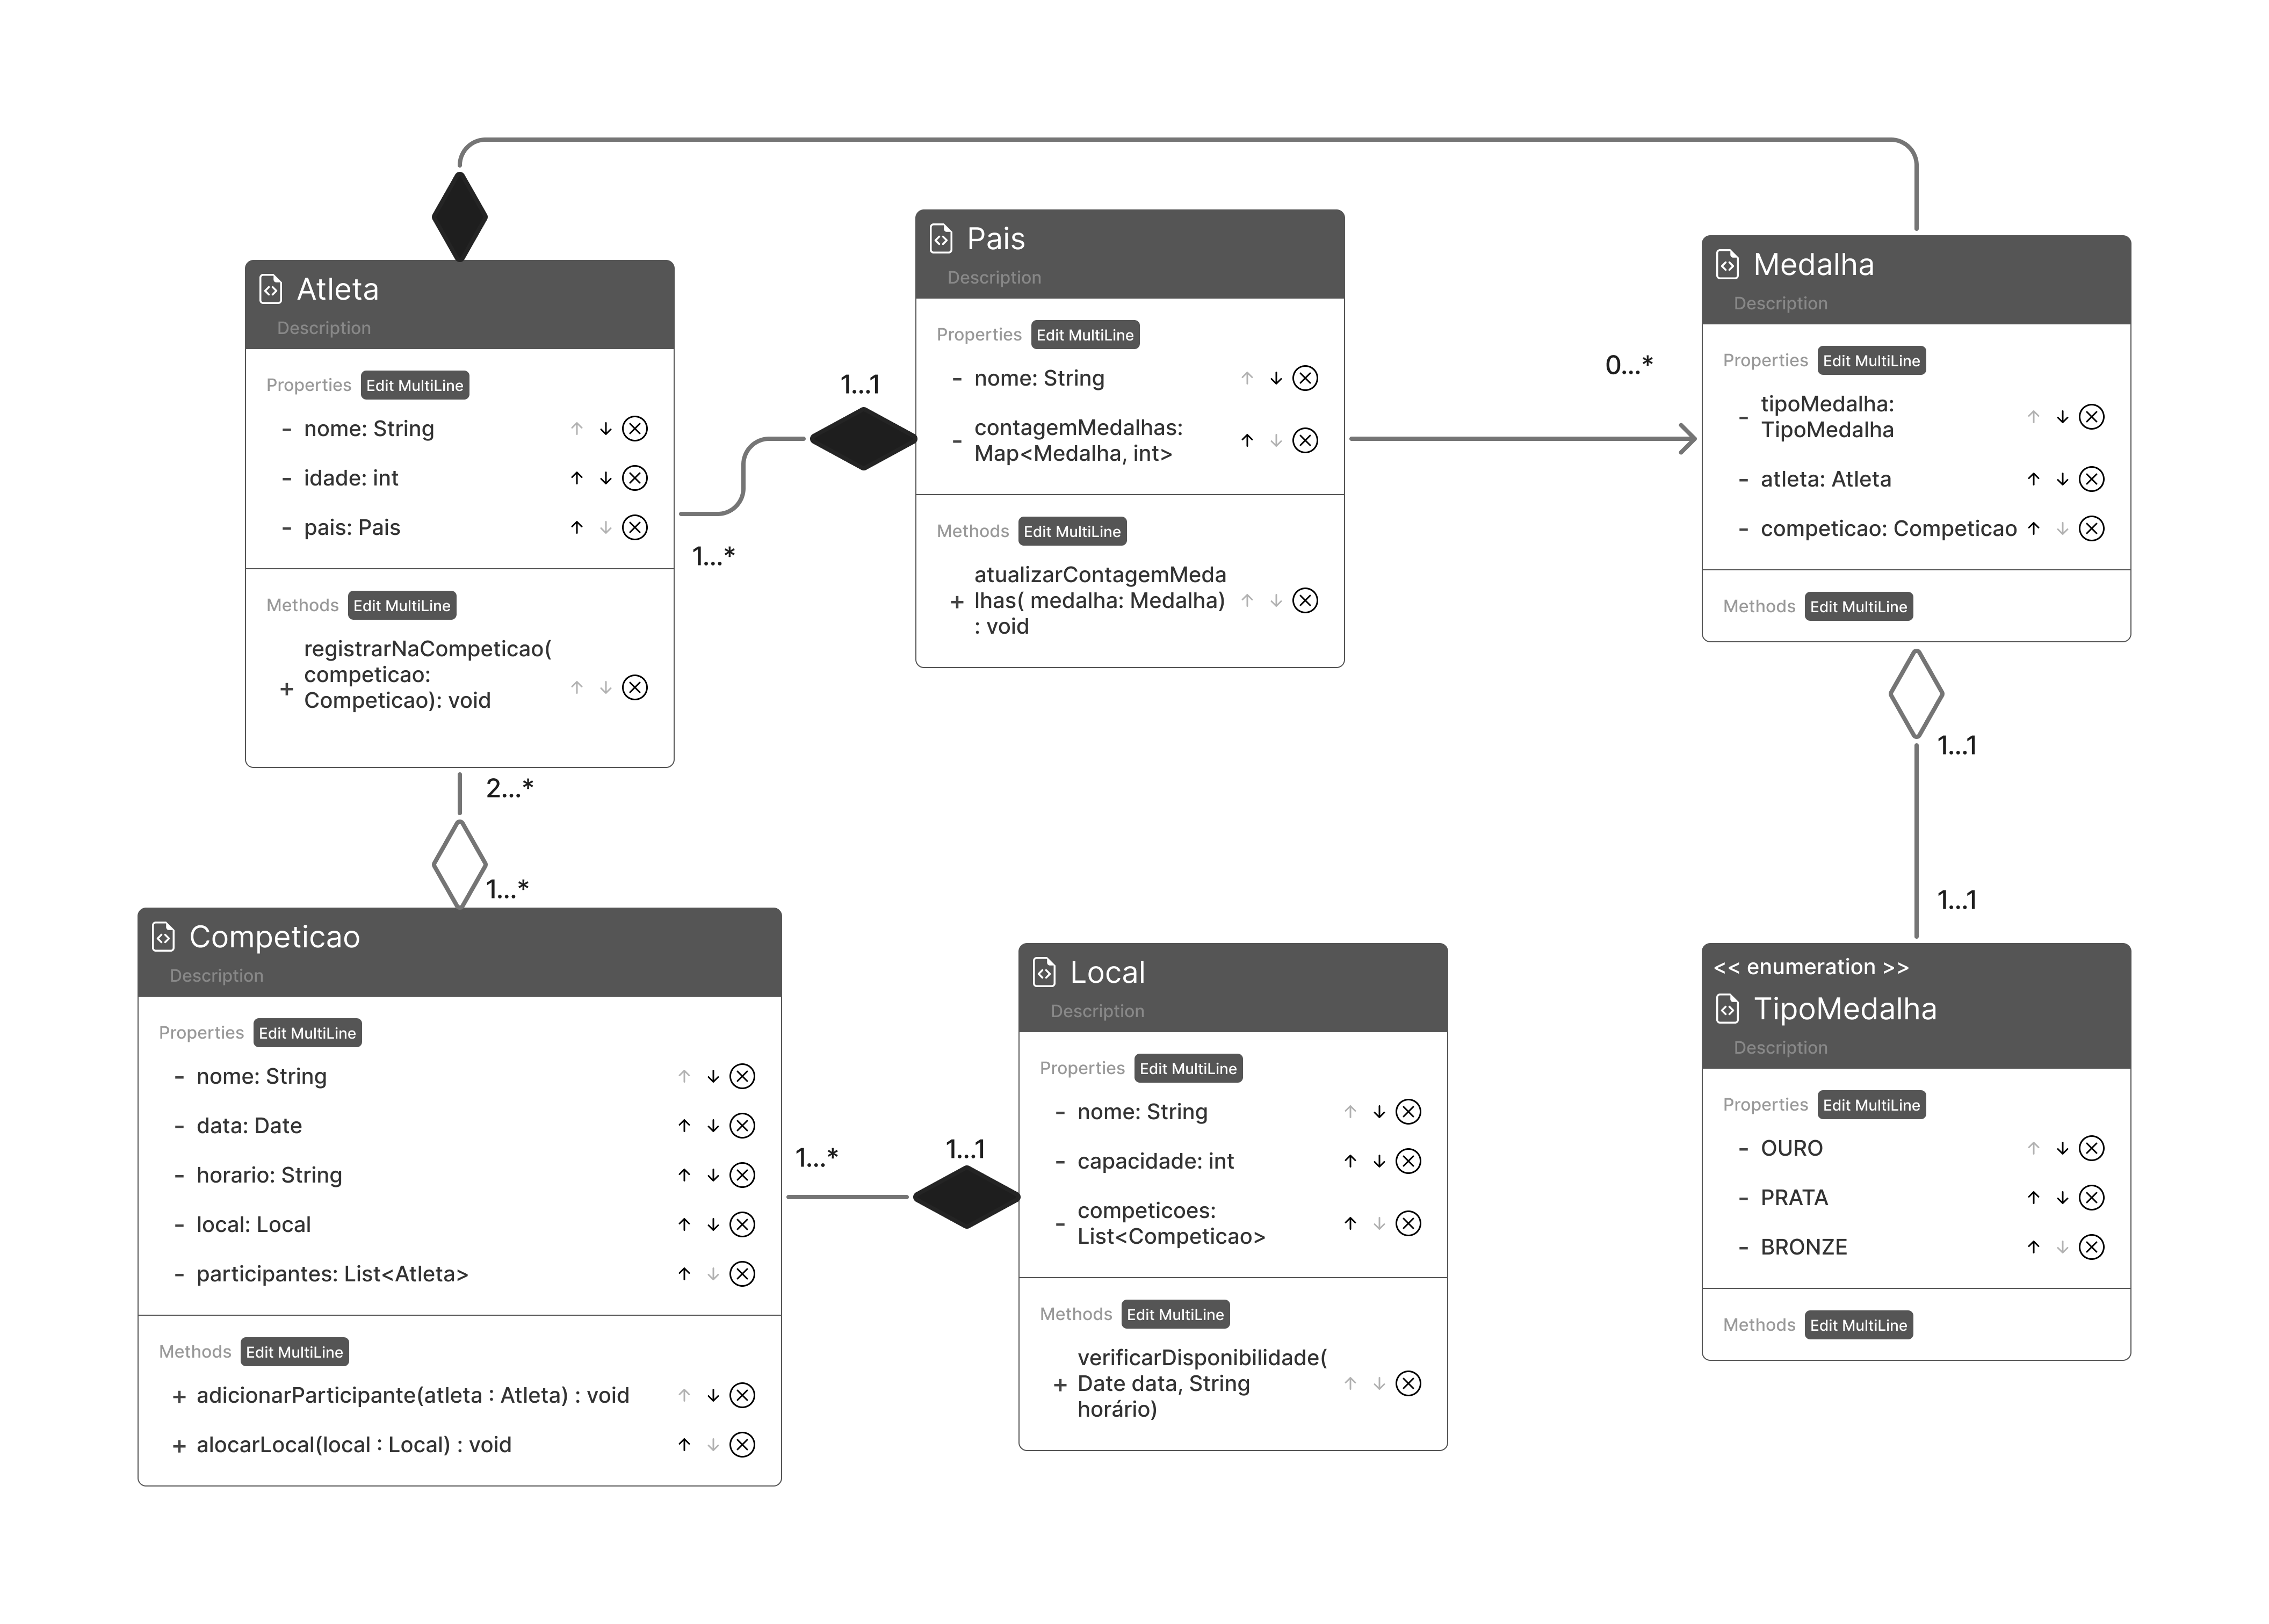 Atleta
Description
Properties Edit MultiLine
- nome: String
- idade: int
- pais: Pais
Methods Edit MultiLine
+ registrarNaCompeticao(
competicao:
Competicao): void
1...1
1...*
Pais
Description
Properties Edit MultiLine
- nome: String
- contagemMedalhas:
Map<Medalha, int>
Methods Edit MultiLine
+ atualizarContagemMeda
lhas( medalha: Medalha)
: void
0...*
Medalha
Description
Properties Edit MultiLine
- tipoMedalha:
TipoMedalha
- atleta: Atleta
- competicao: Competicao
Methods Edit MultiLine
2...*
1...*
1...1
1...1
Competicao
Description
Properties Edit MultiLine
- nome: String
- data: Date
- horario: String
- local: Local
- participantes: List<Atleta>
Methods Edit MultiLine
+ adicionarParticipante(atleta : Atleta) : void
+ alocarLocal(local : Local) : void
1...*
1...1
Local
Description
Properties Edit MultiLine
- nome: String
- capacidade: int
- competicoes:
List<Competicao>
Methods Edit MultiLine
+ verificarDisponibilidade(
Date data, String
horário)
<< enumeration >>
TipoMedalha
Description
Properties Edit MultiLine
- OURO
- PRATA
- BRONZE
Methods Edit MultiLine